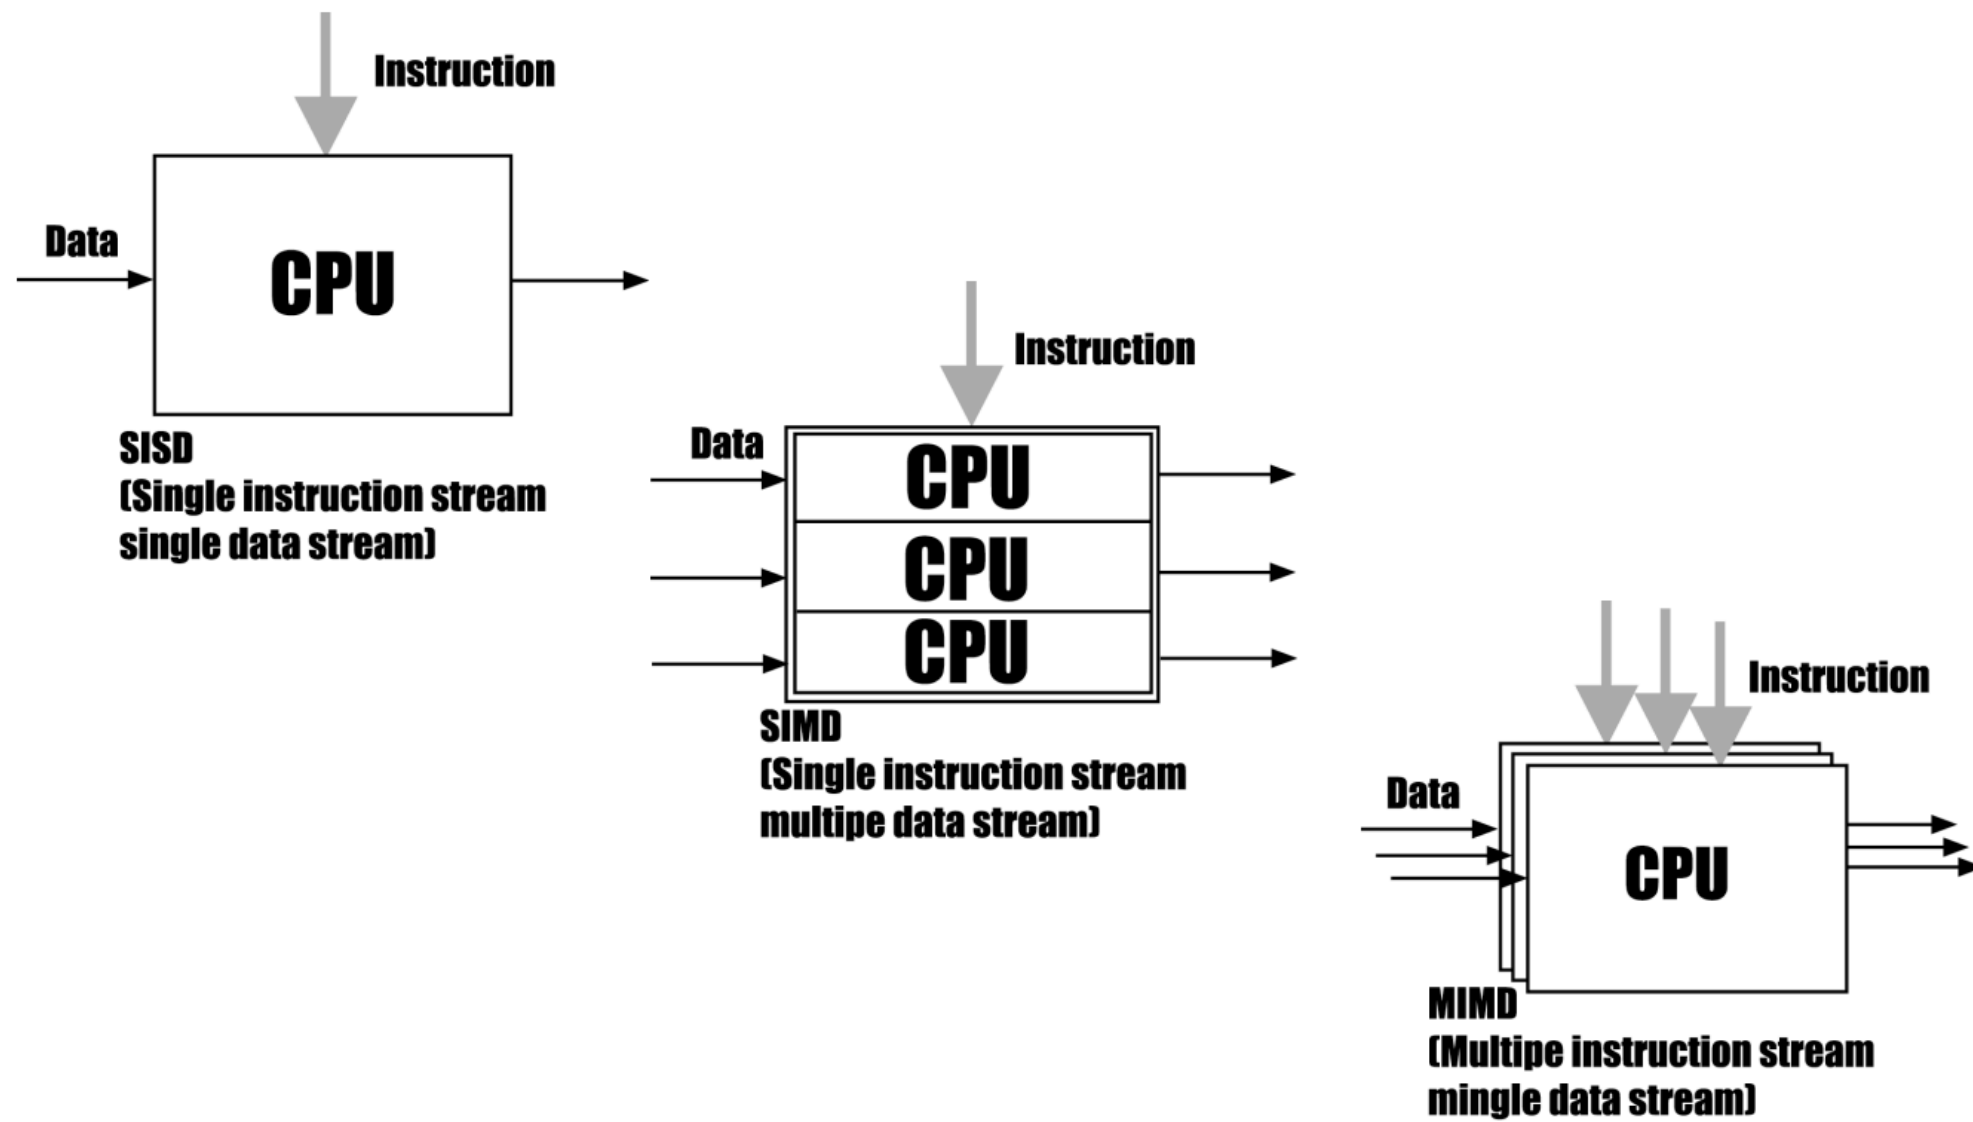 Instruction
Data
CPU
SISD
(Single instruction stream
single data stream)
Instruction
Data
CPU
CPU
CPU
SIMD
(Single instruction stream
multipe data stream)
Instruction
Data
CPU
MIMD
(Multipe instruction stream
mingle data stream)